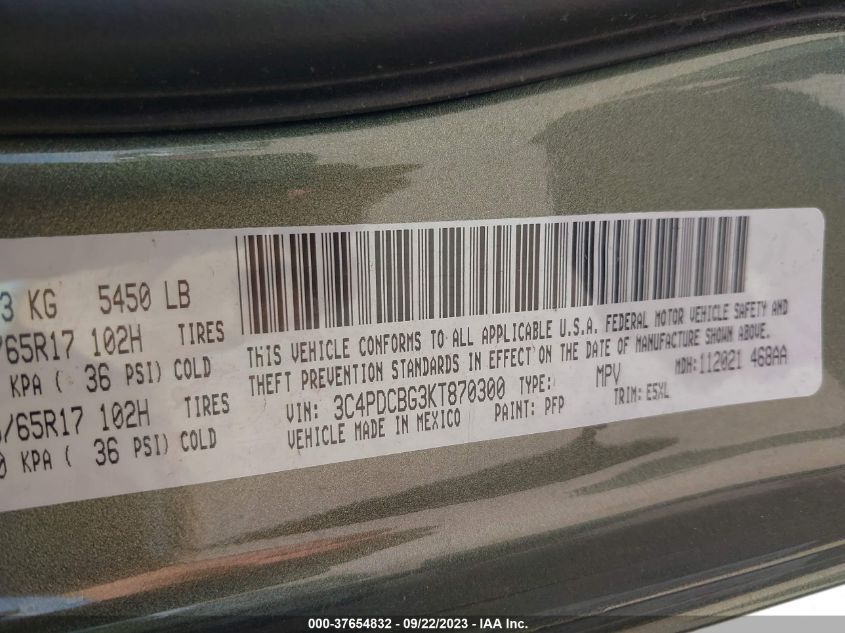 3 KG 5450 LB
/65R17 102H TIRES
KPA ( 36 PSI) COLD
/65R17 102H TIRES
0 KPA ( 36 PSI) COLD
THIS VEHICLE CONFORMS TO ALL APPLICABLE U.S.A. FEDERAL MOTOR VEHICLE SAFETY AND
THEFT PREVENTION STANDARDS IN EFFECT ON THE DATE OF MANUFACTURE SHOWN ABOVE.
VIN: 3C4PDCBG3KT870300 TYPE: MPV MDH:112021 468AA
VEHICLE MADE IN MEXICO PAINT: PFP TRIM: E5XL
000-37654832 - 09/22/2023 - IAA Inc.